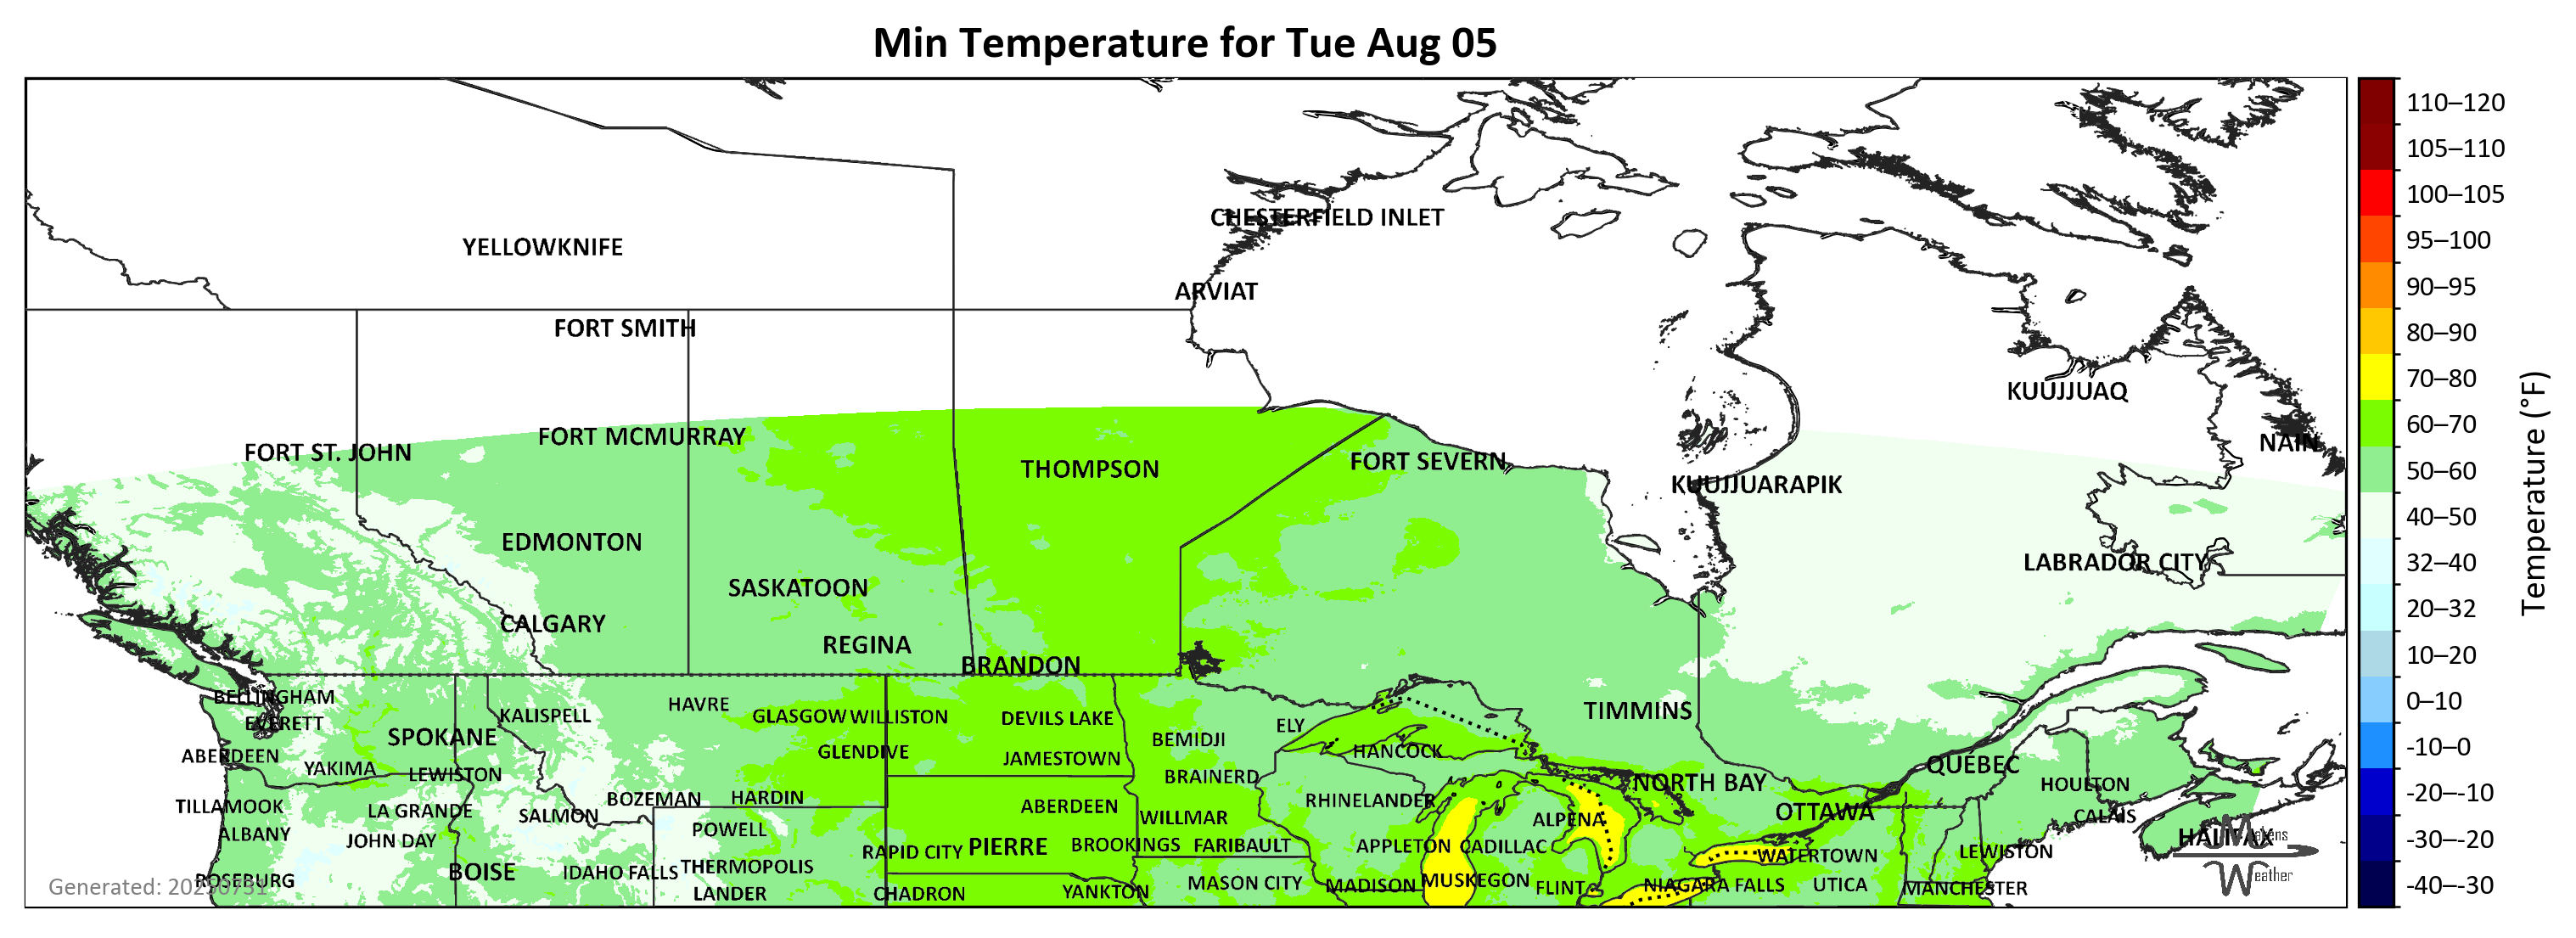 Min Temperature for Tue Aug 05
110–120
105–110
100–105
95–100
90–95
80–90
70–80
60–70
50–60
40–50
32–40
20–32
10–20
0–10
-10–0
-20–-10
-30–-20
-40–-30
Temperature (°F)
CHESTERFIELD INLET
YELLOWKNIFE
ARVIAT
FORT SMITH
KUUJJUAQ
FORT MCMURRAY
NAIN
FORT ST. JOHN
FORT SEVERN
THOMPSON
KUUJJUARAPIK
EDMONTON
LABRADOR CITY
SASKATOON
CALGARY
REGINA
BRANDON
BELLINGHAM
HAVRE
TIMMINS
KALISPELL
GLASGOW
WILLISTON
DEVILS LAKE
EVERETT
ELY
SPOKANE
BEMIDJI
ABERDEEN
GLENDIVE
JAMESTOWN
HANCOCK
QUÉBEC
YAKIMA
LEWISTON
BRAINERD
NORTH BAY
HOULTON
BOZEMAN
HARDIN
RHINELANDER
TILLAMOOK
LA GRANDE
SALMON
ABERDEEN
WILLMAR
ALPENA
OTTAWA
CALAIS
ALBANY
JOHN DAY
POWELL
HALIFAX
Makens
Weather
RAPID CITY
PIERRE
BROOKINGS
FARIBAULT
APPLETON
CADILLAC
WATERTOWN
LEWISTON
BOISE
IDAHO FALLS
THERMOPOLIS
ROSEBURG
MASON CITY
MADISON
MUSKEGON
FLINT
NIAGARA FALLS
UTICA
MANCHESTER
LANDER
CHADRON
YANKTON
Generated: 20250731